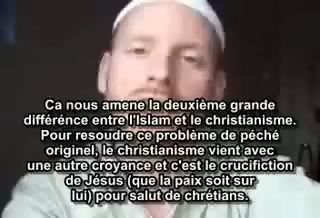 Ca nous amene la deuxième grande
différénce entre l'Islam et le christianisme.
Pour resoudre ce problème de péché
originel, le christianisme vient avec
une autre croyance et c'est le crucifiction
de Jésus (que la paix soit sur
lui) pour salut de chrétians.